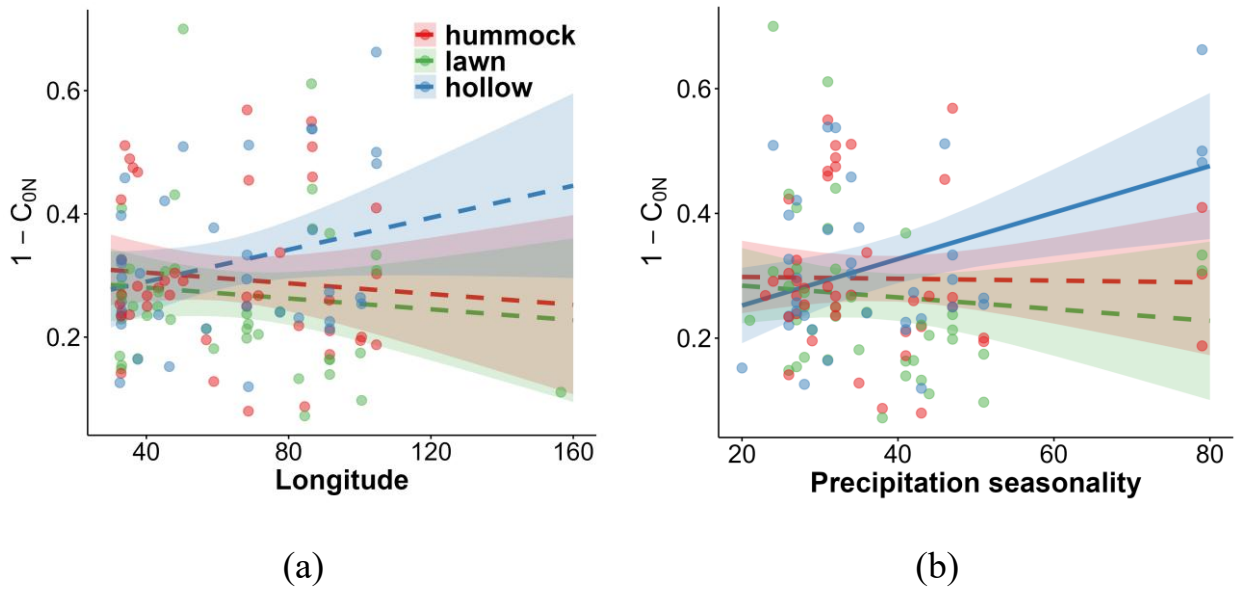 hummock
lawn
hollow
0.6
0.4
0.2
1 − C0N
40 80 120 160
Longitude
(a)
0.6
0.4
0.2
1 − C0N
20 40 60 80
Precipitation seasonality
(b)